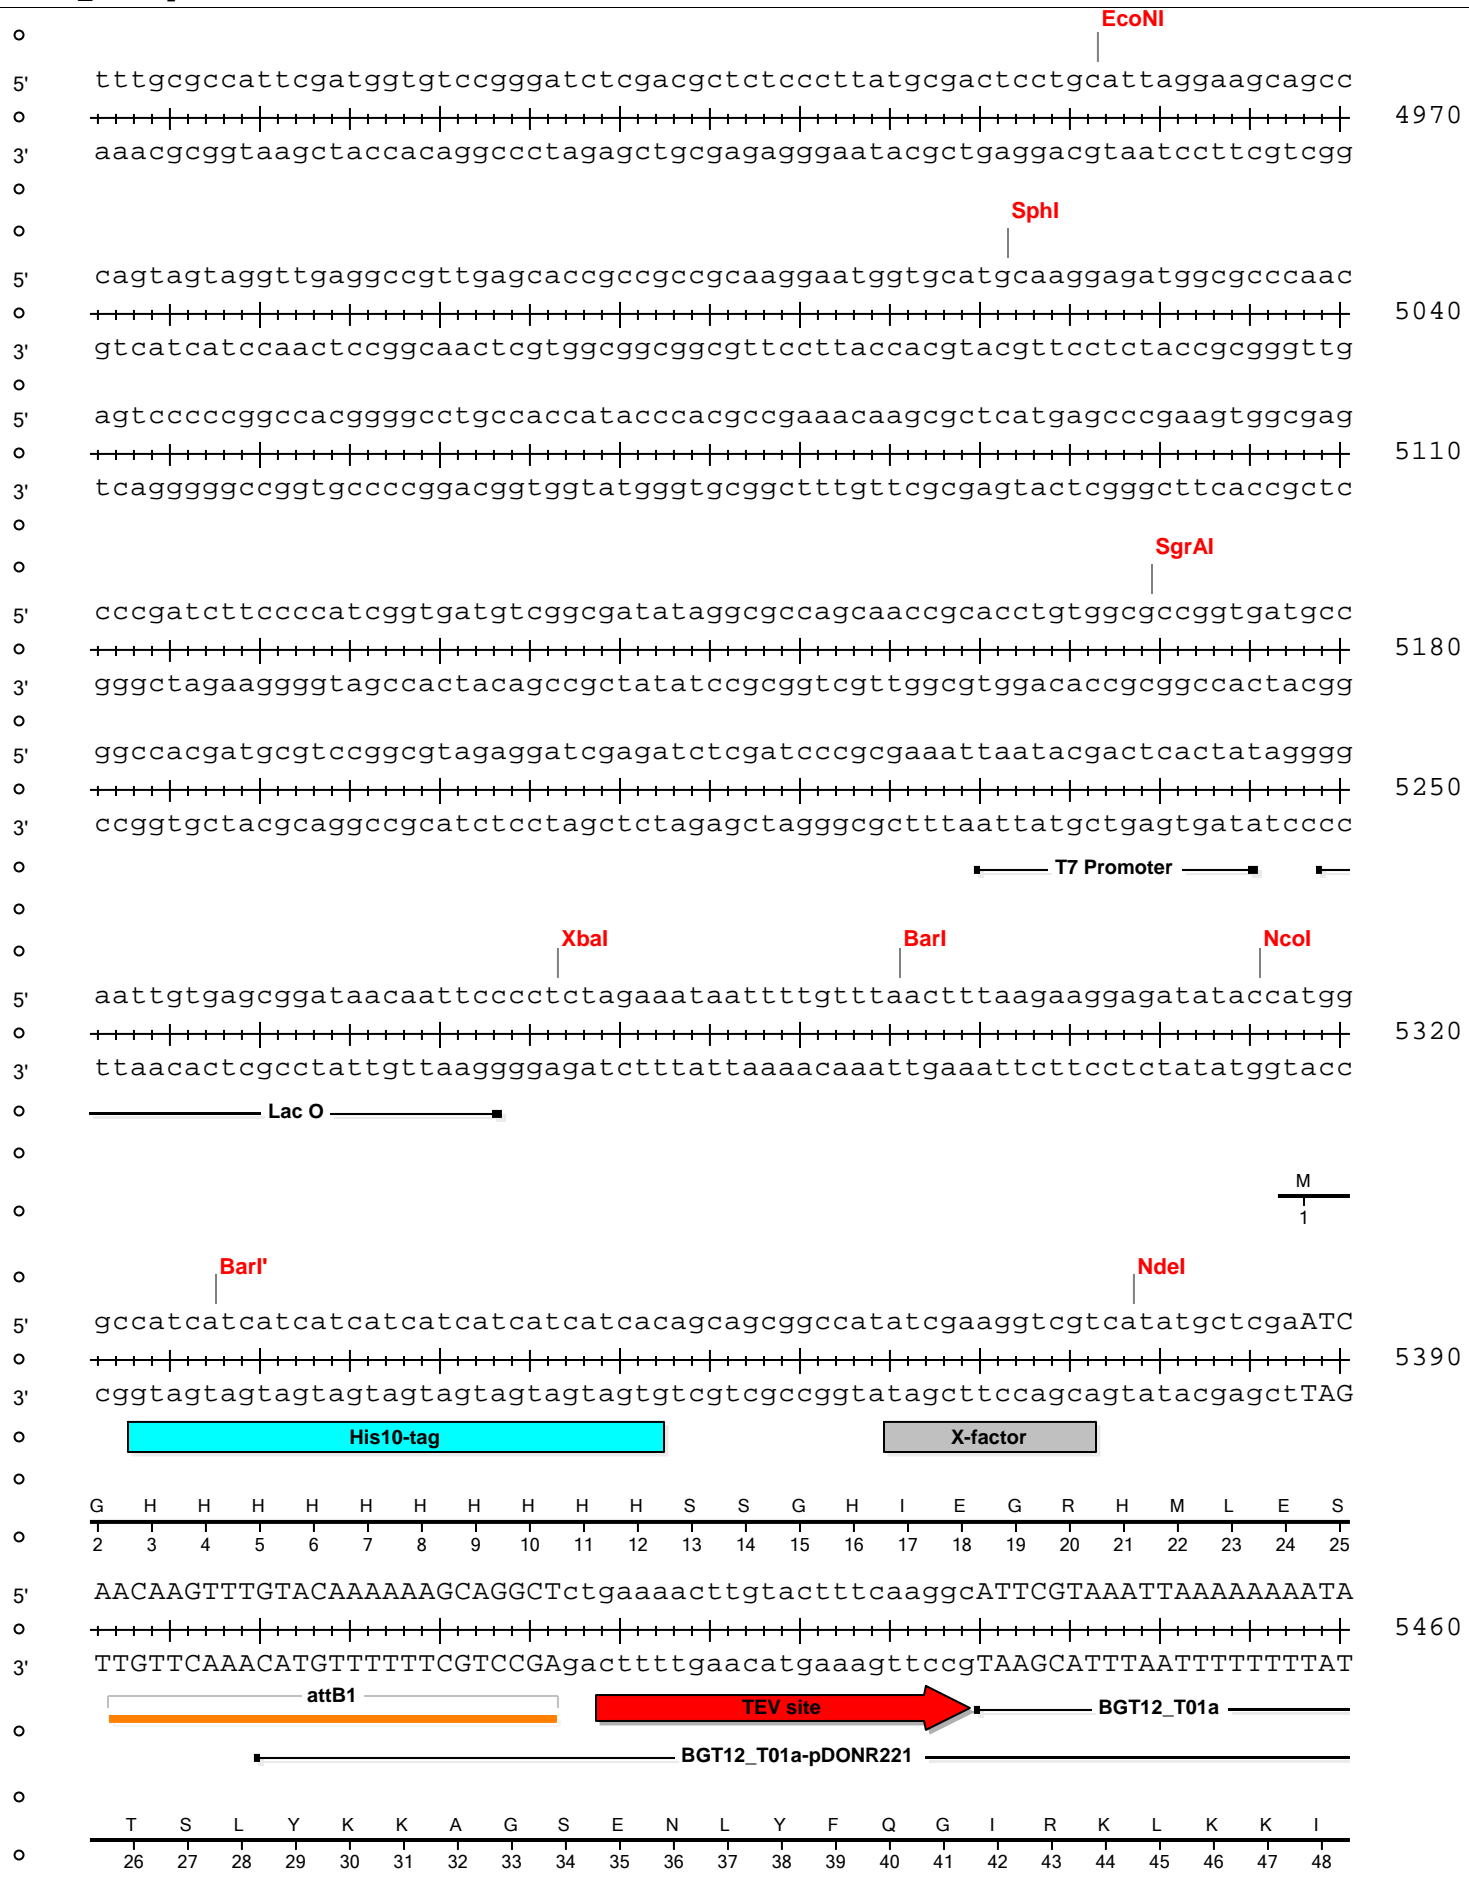 EcoNI
5' tttgcgccattcgatggtgtccgggatctcgacgctctcccttatgcgactcctgcattaggaagcagcc
4970
3' aaacgcggtaagctaccacaggccctagagctgcgagagggaatacgctgaggacgtaatccttcgtcgg
SphI
5' cagtagtaggttgaggccgttgagcaccgccgccgcaaggaatggtgcatgcaaggagatggcgcccaac
5040
3' gtcatcatccaactccggcaactcgtggcggcggcgttccttaccacgtacgttcctctaccgcgggttg
5' agtcccccggccacggggcctgccaccatacccacgccgaaacaagcgctcatgagcccgaagtggcgag
5110
3' tcagggggccggtgccccggacggtggtatgggtgcggctttgttcgcgagtactcgggcttcaccgctc
SgrAI
5' cccgatcttccccatcggtgatgtcggcgatataggcgccagcaaccgcacctgtggcgccggtgatgcc
5180
3' gggctagaaggggtagccactacagccgctatatccgcggtcgttggcgtggacaccgcggccactacgg
5' ggccacgatgcgtccggcgtagaggatcgagatctcgatcccgcgaaattaatacgactcactatagggg
5250
3' ccggtgctacgcaggccgcatctcctagctctagagctagggcgctttaattatgctgagtgatatcccc
T7 Promoter
XbaI BarI NcoI
5' aattgtgagcggataacaattcccctctagaaataattttgtttaactttaagaaggagatataccatgg
5320
3' ttaacactcgcctattgttaaggggagatctttattaaaacaaattgaaattcttcctctatatggtacc
Lac O
M
1
BarI' NdeI
5' gccatcatcatcatcatcatcatcatcatcacagcagcggccatatcgaaggtcgtcatatgctcgaATC
5390
3' cggtagtagtagtagtagtagtagtagtagtgtcgtcgccggtatagcttccagcagtatacgagctTAG
His10-tag X-factor
G H H H H H H H H H H S S G H I E G R H M L E S
2 3 4 5 6 7 8 9 10 11 12 13 14 15 16 17 18 19 20 21 22 23 24 25
5' AACAAGTTTGTACAAAAAAGCAGGCTctgaaaacttgtactttcaaggcATTCGTAAATTAAAAAAAATA
5460
3' TTGTTCAAACATGTTTTTTCGTCCGAgacttttgaacatgaaagttccgTAAGCATTTAATTTTTTTTAT
attB1 TEV site BGT12_T01a
BGT12_T01a-pDONR221
T S L Y K K A G S E N L Y F Q G I R K L K K I
26 27 28 29 30 31 32 33 34 35 36 37 38 39 40 41 42 43 44 45 46 47 48